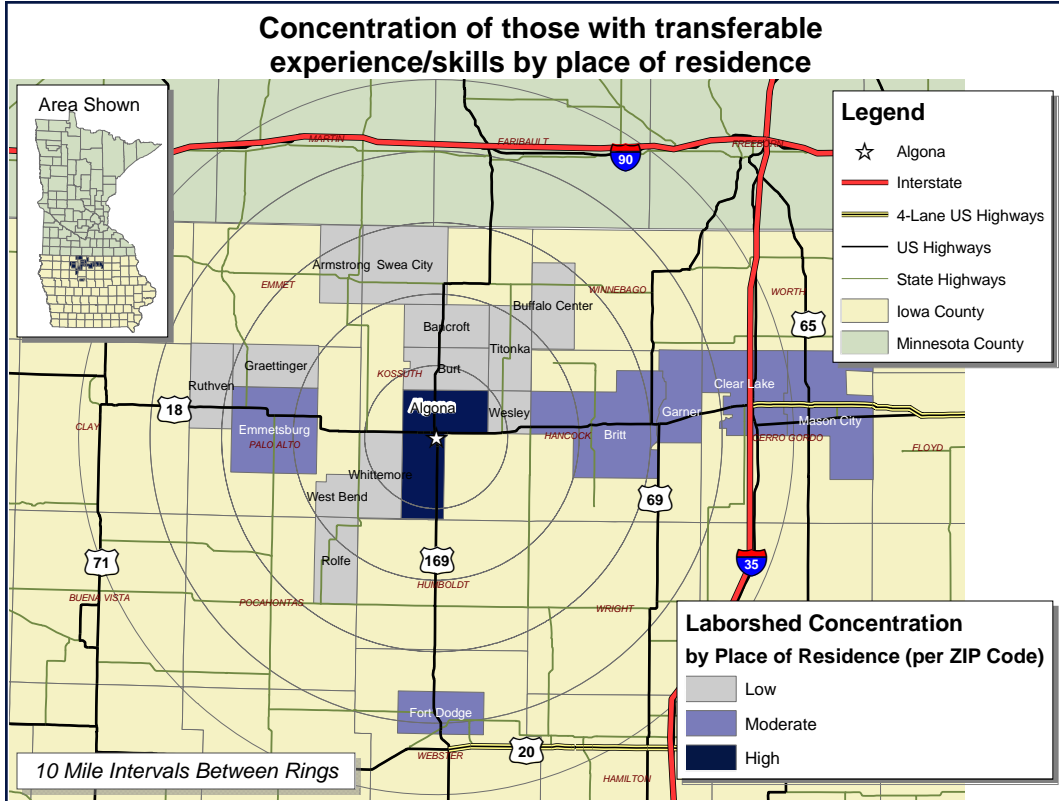 Concentration of those with transferable
experience/skills by place of residence
Area Shown
Legend
Algona
Interstate
4-Lane US Highways
US Highways
State Highways
Iowa County
Minnesota County
MARTIN
FARIBAULT
FREEBORN
90
Armstrong Swea City
EMMET
WINNEBAGO
WORTH
Buffalo Center
Bancroft
65
Titonka
Graettinger
KOSSUTH
Burt
Ruthven
Clear Lake
18
Algona
Wesley
Garner
Mason City
CLAY
Emmetsburg
Britt
HANCOCK
CERRO GORDO
PALO ALTO
FLOYD
Whittemore
West Bend
69
Rolfe
169
71
35
HUMBOLDT
BUENA VISTA
POCAHONTAS
WRIGHT
Laborshed Concentration
by Place of Residence (per ZIP Code)
Low
Moderate
High
Fort Dodge
WEBSTER
20
HAMILTON
10 Mile Intervals Between Rings